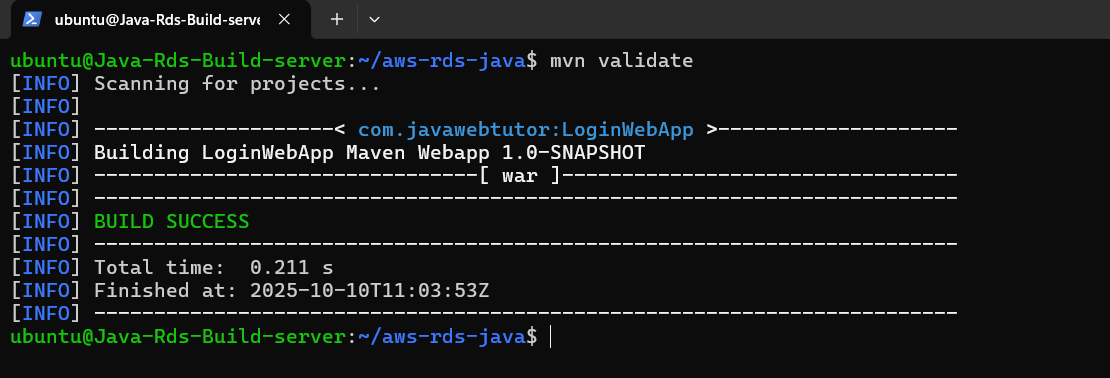 ubuntu@Java-Rds-Build-serve
ubuntu@Java-Rds-Build-server:~/aws-rds-java$ mvn validate
[INFO] Scanning for projects...
[INFO]
[INFO] --------------------< com.javawebtutor:LoginWebApp >--------------------
[INFO] Building LoginWebApp Maven Webapp 1.0-SNAPSHOT
[INFO] --------------------------------[ war ]---------------------------------
[INFO] ------------------------------------------------------------------------
[INFO] BUILD SUCCESS
[INFO] ------------------------------------------------------------------------
[INFO] Total time:  0.211 s
[INFO] Finished at: 2025-10-10T11:03:53Z
[INFO] ------------------------------------------------------------------------
ubuntu@Java-Rds-Build-server:~/aws-rds-java$